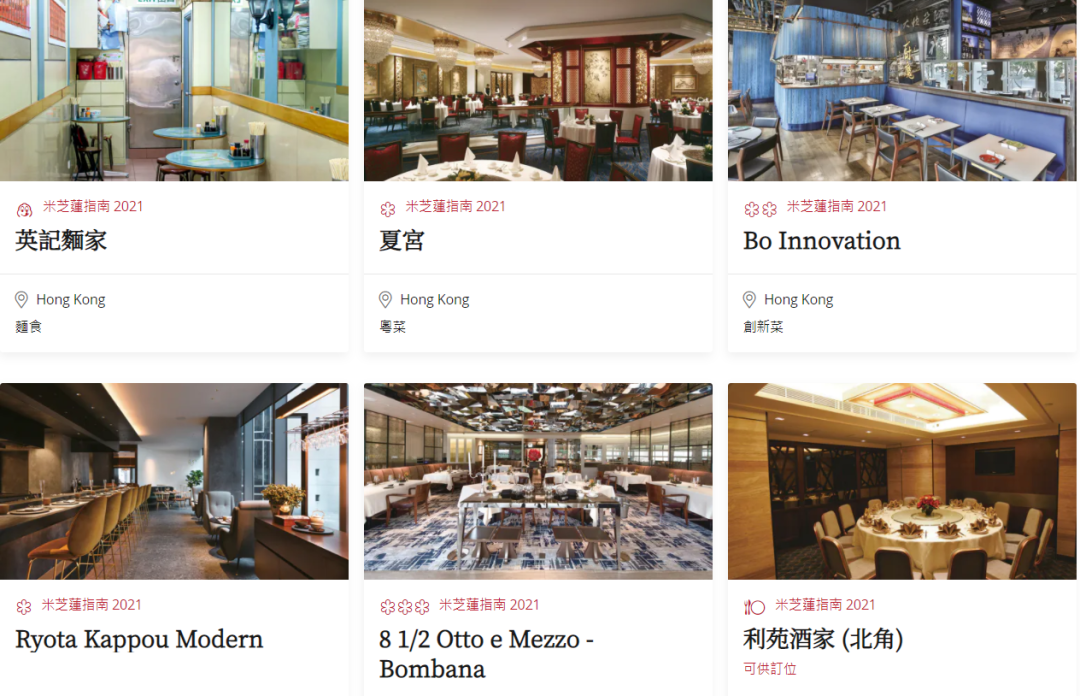 米芝蓮指南 2021
英記麵家
Hong Kong
麵食
米芝蓮指南 2021
夏宮
Hong Kong
粵菜
米芝蓮指南 2021
Bo Innovation
Hong Kong
創新菜
米芝蓮指南 2021
Ryota Kappou Modern
米芝蓮指南 2021
8 1/2 Otto e Mezzo -
Bombana
米芝蓮指南 2021
利苑酒家 (北角)
可供訂位